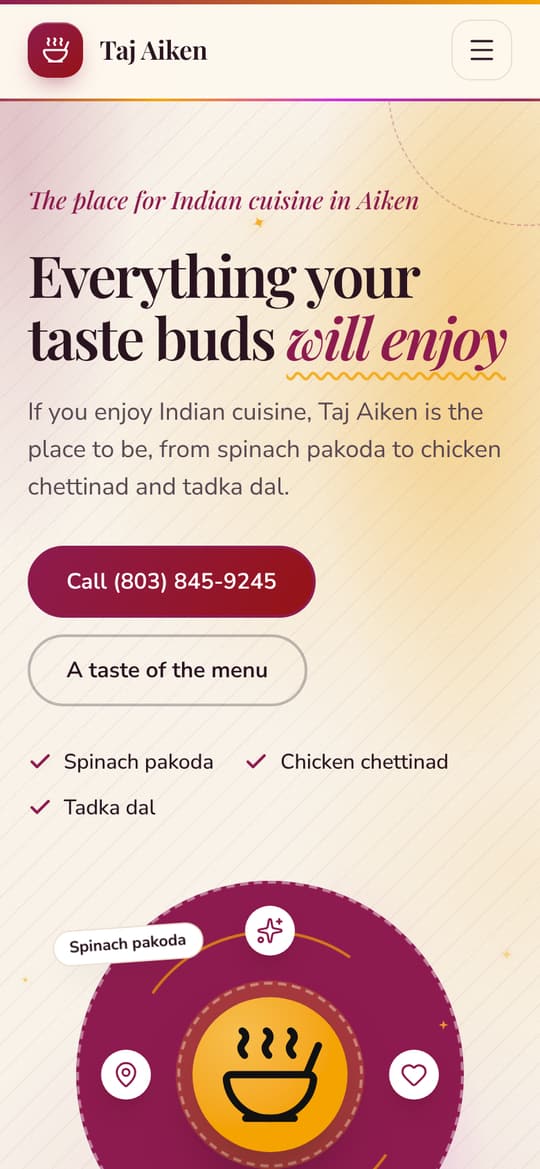 Taj Aiken
The place for Indian cuisine in Aiken
Everything your
taste buds will enjoy
If you enjoy Indian cuisine, Taj Aiken is the
place to be, from spinach pakoda to chicken
chettinad and tadka dal.
Call (803) 845-9245
A taste of the menu
Spinach pakoda
Chicken chettinad
Tadka dal
Spinach pakoda